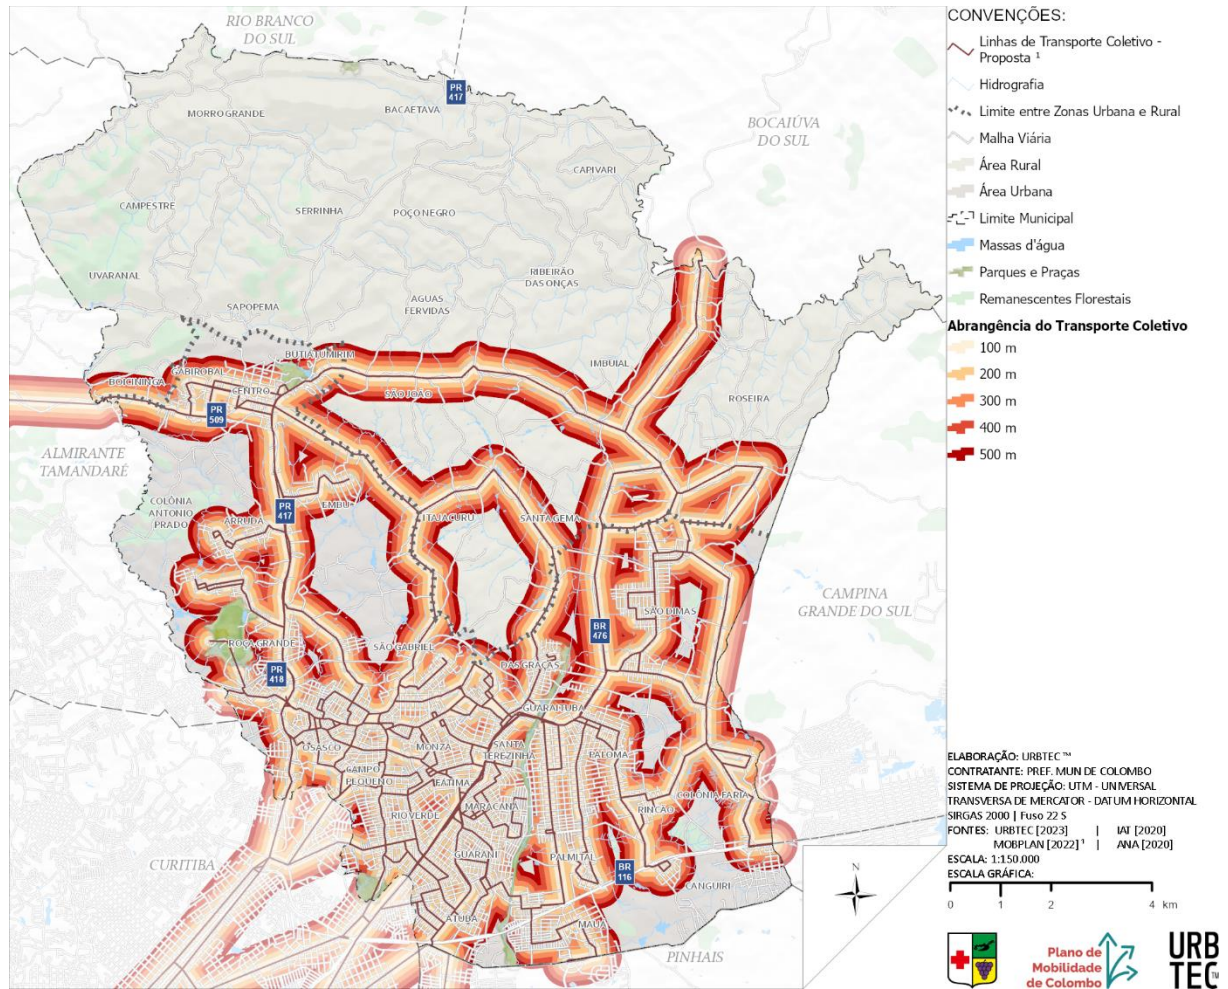 RIO BRANCO
DO SUL
PR
417
MORRO GRANDE
BACAETAVA
BOCAIÚVA
DO SUL
CAPIVARI
CAMPESTRE
SERRINHA
POÇO NEGRO
UVARANAL
RIBEIRÃO
DAS ONÇAS
SAPOPEMA
AGUAS
FERVIDAS
BUTIATUMIRIM
IMBUIAL
GABIROBAL
BOCININGA
CENTRO
SÃO JOÃO
ROSEIRA
PR
509
ALMIRANTE
TAMANDARÉ
COLÔNIA
ANTONIO
PRADO
EMBU
PR
417
ARRUDA
ITAJACURU
SANTA GEMA
CAMPINA
GRANDE DO SUL
SÃO DIMAS
BR
476
ROÇA GRANDE
SÃO GABRIEL
DAS GRAÇAS
PR
418
GUARAITUBA
OSASCO
MONZA
SANTA
TEREZINHA
PALOMA
CAMPO
PEQUENO
FATIMA
COLONIA FARIA
MARACANÃ
RINCÃO
RIO VERDE
CURITIBA
GUARANI
PALMITAL
BR
116
CANGUIRI
ATUBA
MAUÁ
PINHAIS
N
CONVENÇÕES:
Linhas de Transporte Coletivo -
Proposta ¹
Hidrografia
Limite entre Zonas Urbana e Rural
Malha Viária
Área Rural
Área Urbana
Limite Municipal
Massas d'água
Parques e Praças
Remanescentes Florestais
Abrangência do Transporte Coletivo
100 m
200 m
300 m
400 m
500 m
ELABORAÇÃO: URBTEC™
CONTRATANTE: PREF. MUN DE COLOMBO
SISTEMA DE PROJEÇÃO: UTM - UNIVERSAL
TRANSVERSA DE MERCATOR - DATUM HORIZONTAL
SIRGAS 2000 | Fuso 22 S
FONTES: URBTEC [2023] | IAT [2020]
MOBPLAN [2022]¹ | ANA [2020]
ESCALA: 1:150.000
ESCALA GRÁFICA:
0 1 2 4 km
Plano de
Mobilidade
de Colombo
URB
TEC™